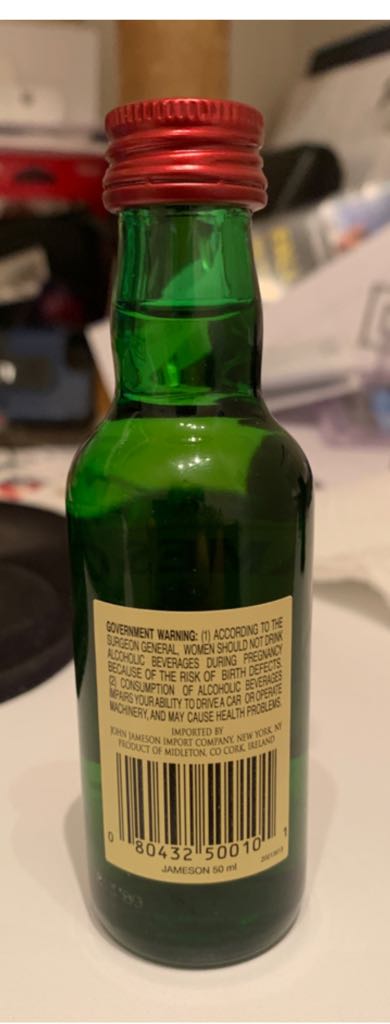 GOVERNMENT WARNING: (1) ACCORDING TO THE
SURGEON GENERAL, WOMEN SHOULD NOT DRINK
ALCOHOLIC BEVERAGES DURING PREGNANCY
BECAUSE OF THE RISK OF BIRTH DEFECTS.
(2) CONSUMPTION OF ALCOHOLIC BEVERAGES
IMPAIRS YOUR ABILITY TO DRIVE A CAR OR OPERATE
MACHINERY, AND MAY CAUSE HEALTH PROBLEMS.
IMPORTED BY
JOHN JAMESON IMPORT COMPANY, NEW YORK, NY
PRODUCT OF MIDLETON, CO CORK, IRELAND
0 80432 50010 1
JAMESON 50 ml